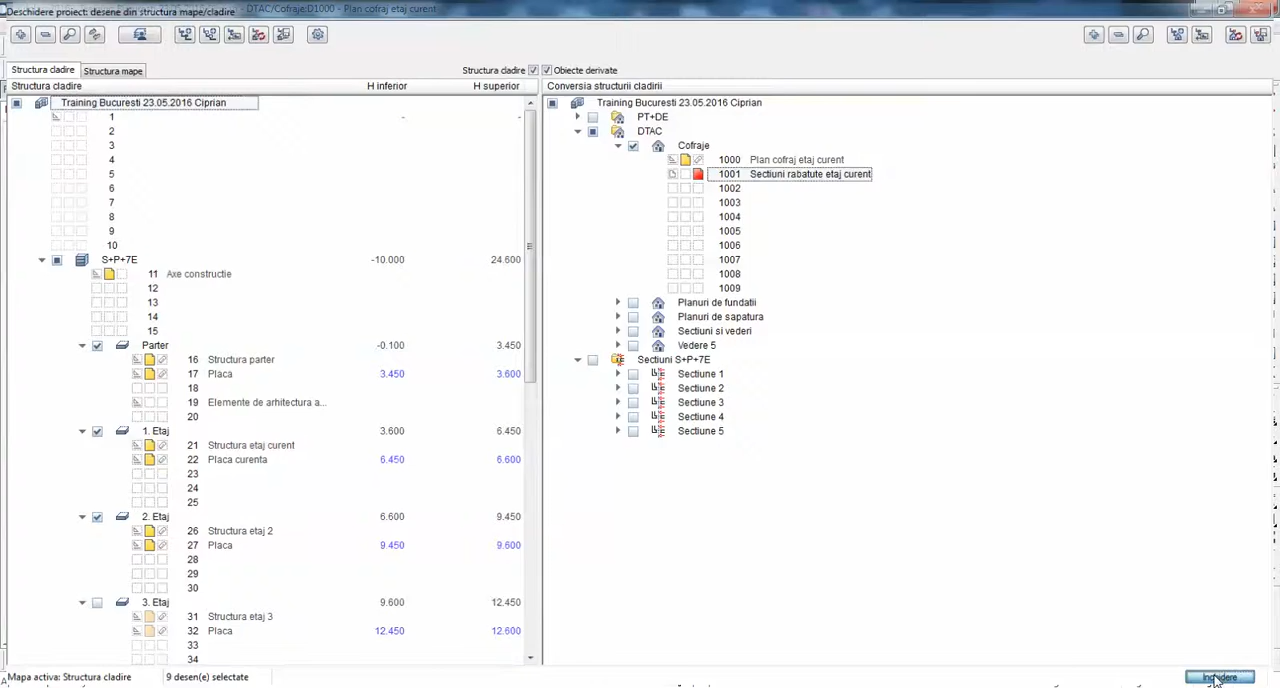 DTAC/Cofraje:D1000 - Plan cofraj etaj curent
Deschidere proiect: desene din structura mape/cladire
Structura cladire Structura mape Structura cladire Obiecte derivate
Structura cladire H inferior H superior Conversia structurii cladirii
Training Bucuresti 23.05.2016 Ciprian
1 - -
2
3
4
5
6
7
8
9
10
S+P+7E -10.000 24.600
11 Axe constructie
12
13
14
15
Parter -0.100 3.450
16 Structura parter
17 Placa 3.450 3.600
18
19 Elemente de arhitectura a...
20
1. Etaj 3.600 6.450
21 Structura etaj curent
22 Placa curenta 6.450 6.600
23
24
25
2. Etaj 6.600 9.450
26 Structura etaj 2
27 Placa 9.450 9.600
28
29
30
3. Etaj 9.600 12.450
31 Structura etaj 3
32 Placa 12.450 12.600
33
34
Training Bucuresti 23.05.2016 Ciprian
PT+DE
DTAC
Cofraje
1000 Plan cofraj etaj curent
1001 Sectiuni rabatute etaj curent
1002
1003
1004
1005
1006
1007
1008
1009
Planuri de fundatii
Planuri de sapatura
Sectiuni si vederi
Vedere 5
Sectiuni S+P+7E
Sectiune 1
Sectiune 2
Sectiune 3
Sectiune 4
Sectiune 5
Mapa activa: Structura cladire 9 desen(e) selectate
Inchidere